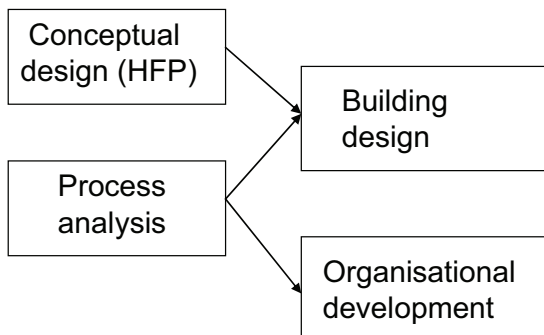 Conceptual
design (HFP)
Process
analysis
Building
design
Organisational
development